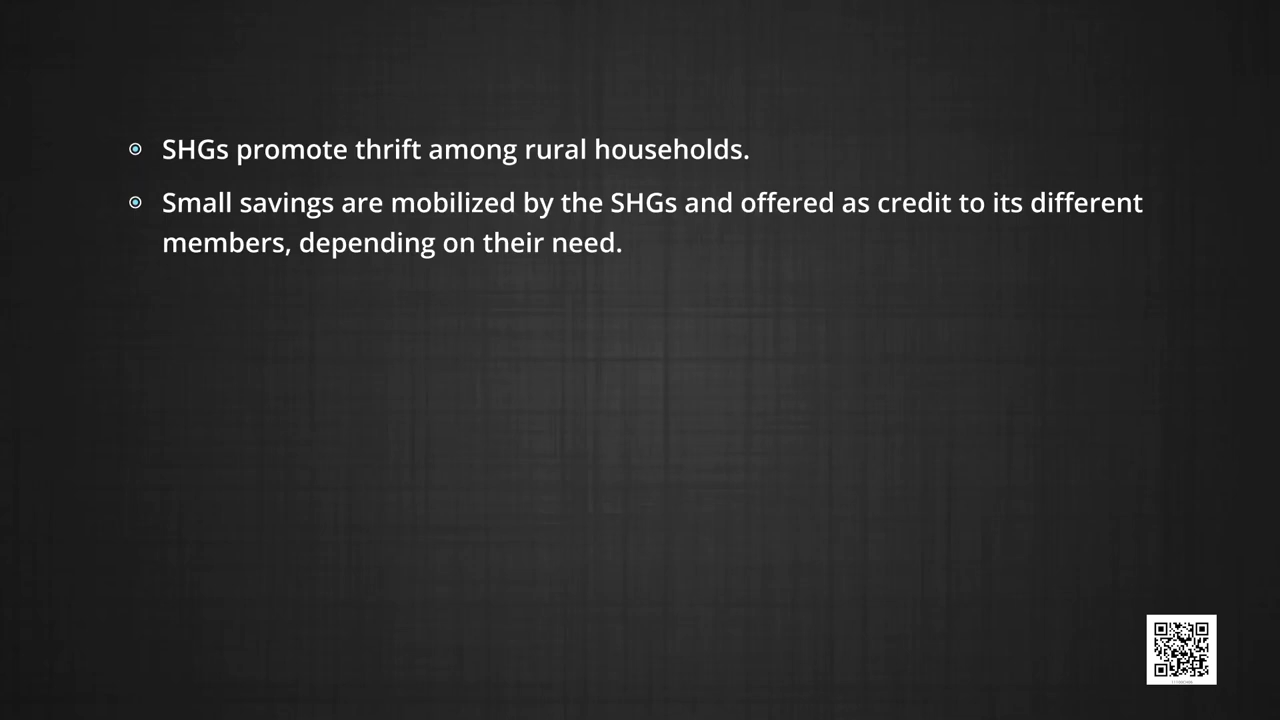 SHGs promote thrift among rural households.
Small savings are mobilized by the SHGs and offered as credit to its different
members, depending on their need.